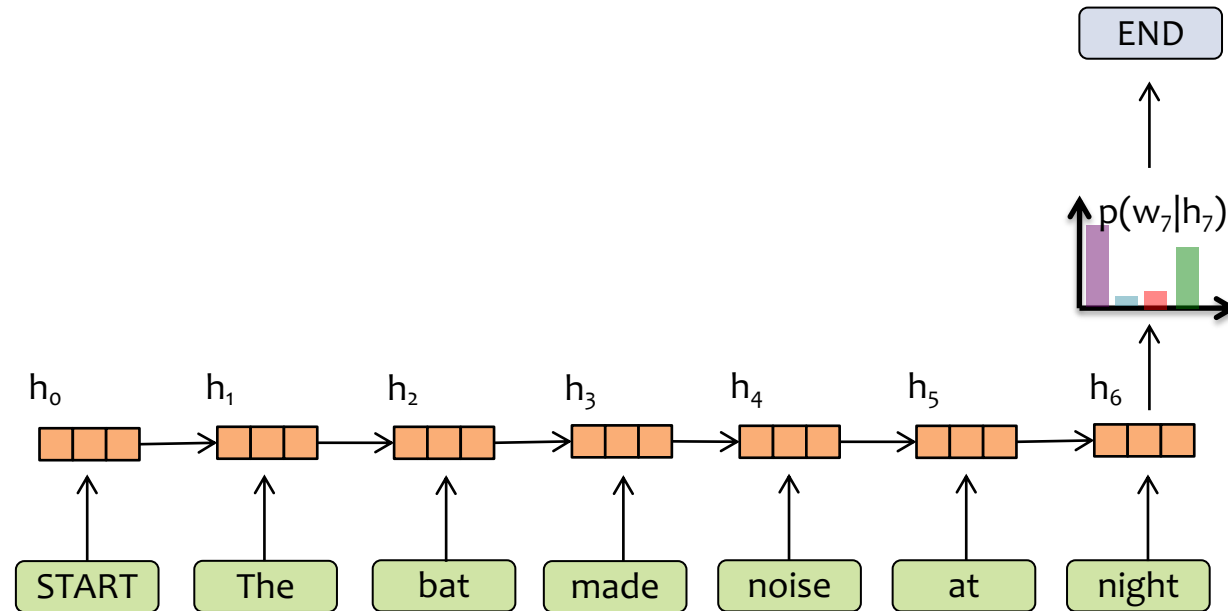 END
p(w₇|h₇)
h₀ h₁ h₂ h₃ h₄ h₅ h₆
START The bat made noise at night